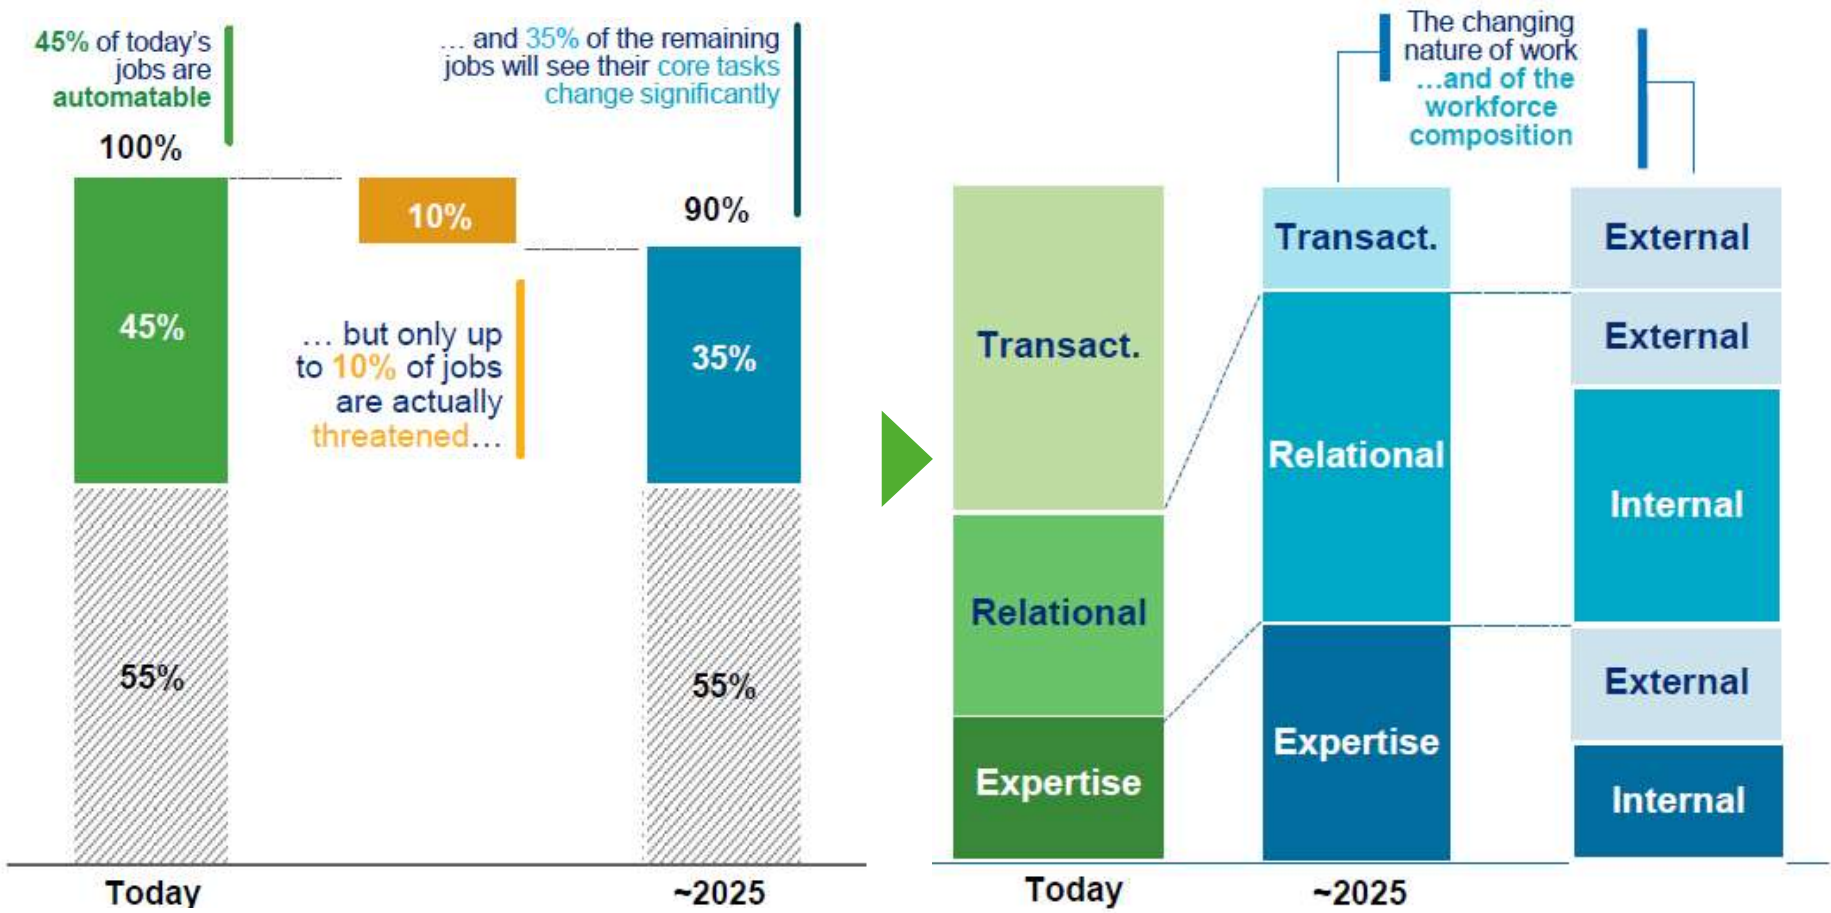 45% of today's
jobs are
automatable
100%
45%
55%
Today
10%
... but only up
to 10% of jobs
are actually
threatened...
... and 35% of the remaining
jobs will see their core tasks
change significantly
90%
35%
55%
~2025
The changing
nature of work
...and of the
workforce
composition
Transact.
Relational
Expertise
Today
Transact.
Relational
Expertise
~2025
External
External
Internal
External
Internal